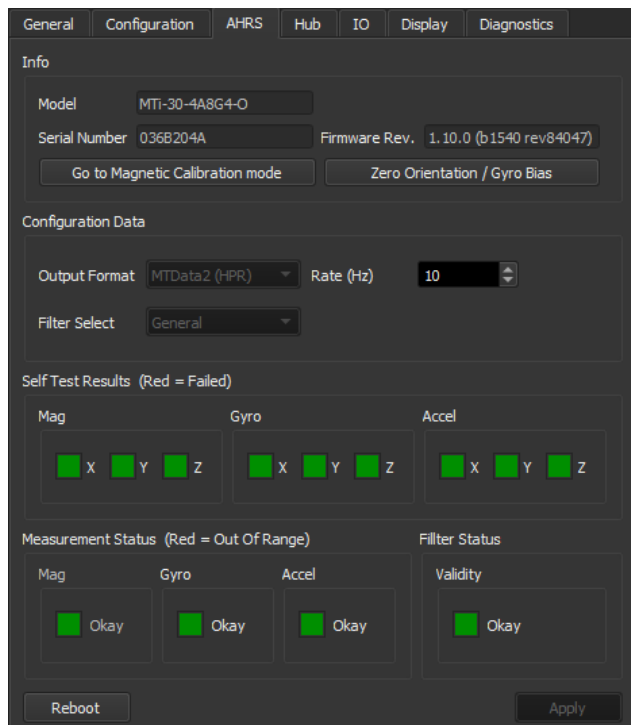 General Configuration AHRS Hub IO Display Diagnostics
Info
Model MTi-30-4A8G4-O
Serial Number 036B204A Firmware Rev. 1.10.0 (b1540 rev84047)
Go to Magnetic Calibration mode Zero Orientation / Gyro Bias
Configuration Data
Output Format MTData2 (HPR) Rate (Hz) 10
Filter Select General
Self Test Results (Red = Failed)
Mag Gyro Accel
X Y Z X Y Z X Y Z
Measurement Status (Red = Out Of Range) Fillter Status
Mag Gyro Accel Validity
Okay Okay Okay Okay
Reboot Apply